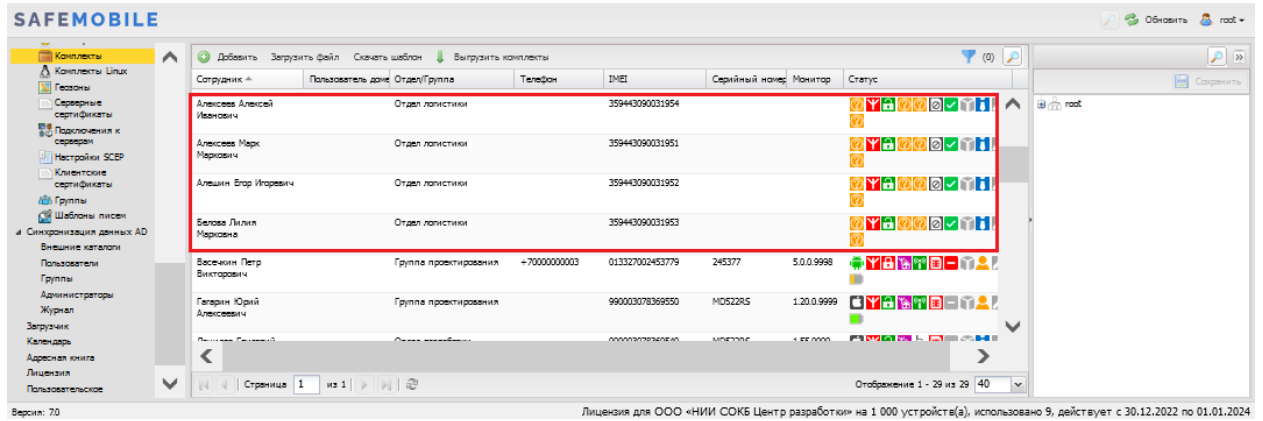 SAFEMOBILE
Обновить root
Комплекты
Комплекты Linux
Геозоны
Серверные
сертификаты
Подключения к
серверам
Настройки SCEP
Клиентские
сертификаты
Группы
Шаблоны писем
Синхронизация данных AD
Внешние каталоги
Пользователи
Группы
Администраторы
Журнал
Загрузчик
Календарь
Адресная книга
Лицензия
Пользовательское
Добавить Загрузить файл Скачать шаблон Выгрузить комплекты (0)
Сотрудник Пользователь доме Отдел/Группа Телефон IMEI Серийный номер Монитор Статус
Алексеев Алексей Иванович Отдел логистики 359443090031954
Алексеев Марк Маркович Отдел логистики 359443090031951
Алешин Егор Игоревич Отдел логистики 359443090031952
Белова Лилия Марковна Отдел логистики 359443090031953
Васечкин Петр Викторович Группа проектирования +70000000003 013327002453779 245377 5.0.0.9998
Гагарин Юрий Алексеевич Группа проектирования 990003078369550 MD522RS 1.20.0.9999
Страница 1 из 1
Отображение 1 - 29 из 29 40
Сохранить
root
Версия: 7.0
Лицензия для ООО «НИИ СОКБ Центр разработки» на 1 000 устройств(а), использовано 9, действует с 30.12.2022 по 01.01.2024